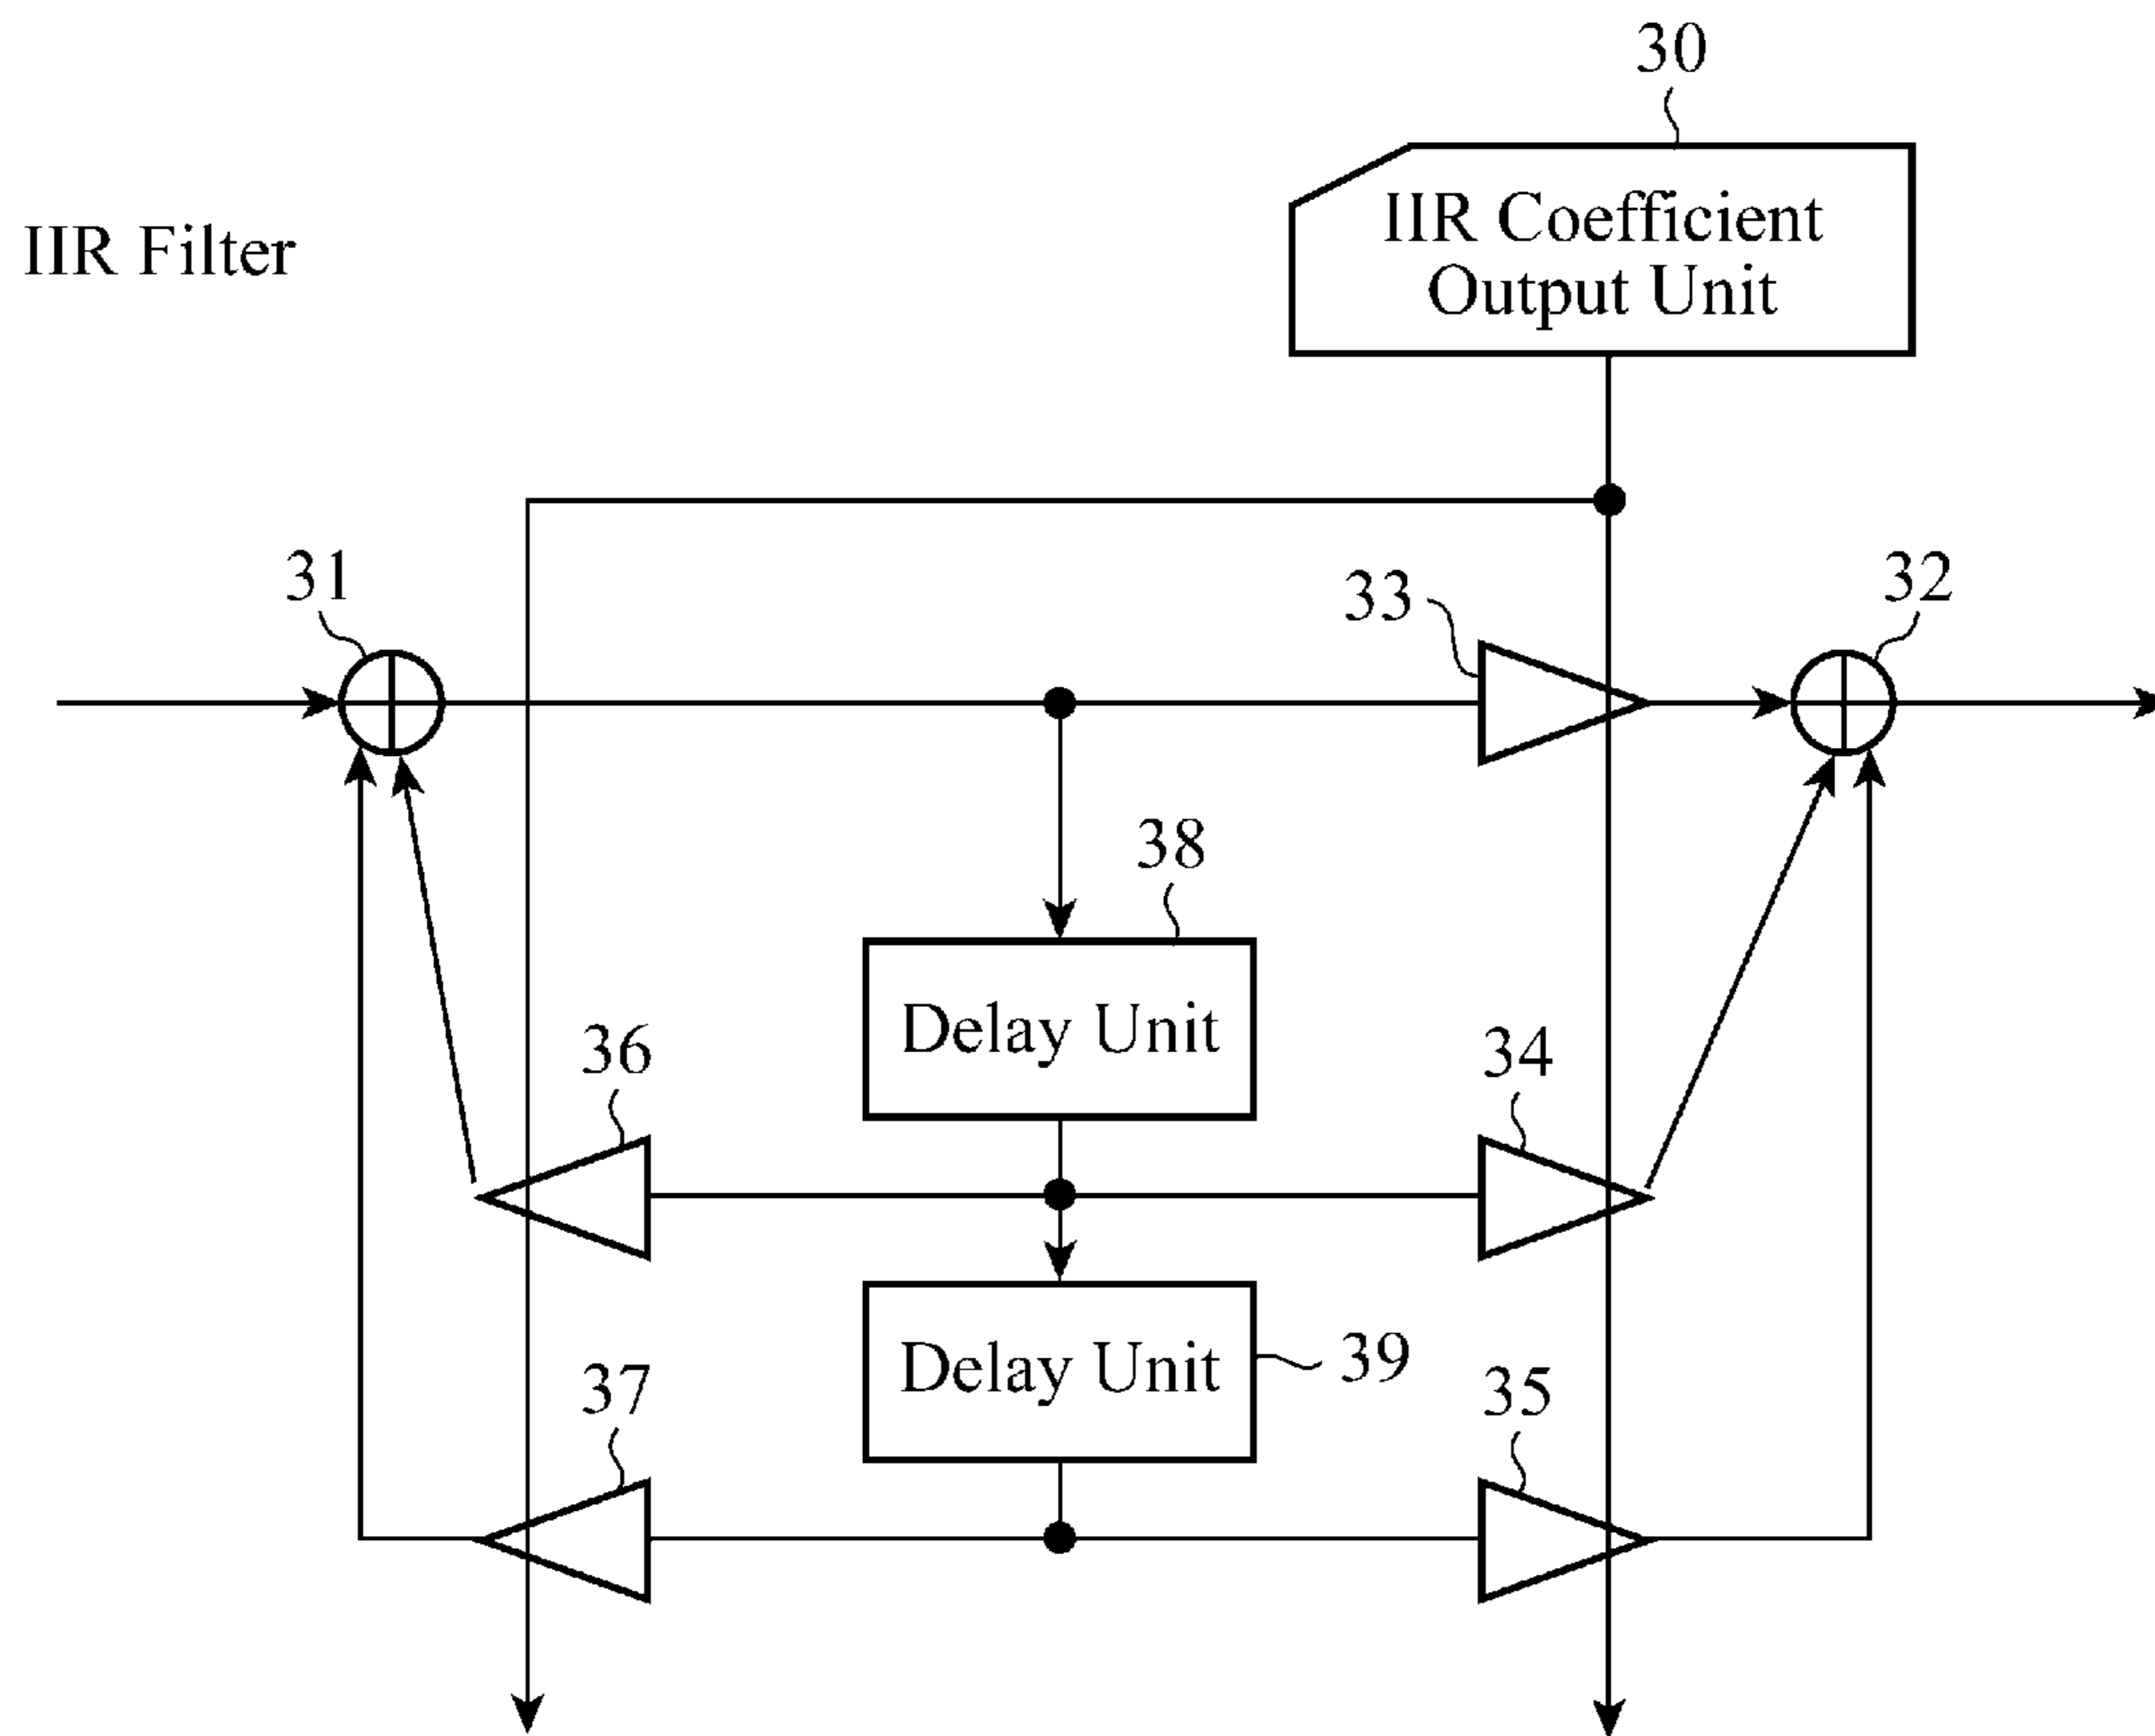 30
IIR Filter
IIR Coefficient
Output Unit
31
33
32
38
Delay Unit
36
34
Delay Unit
39
37
35